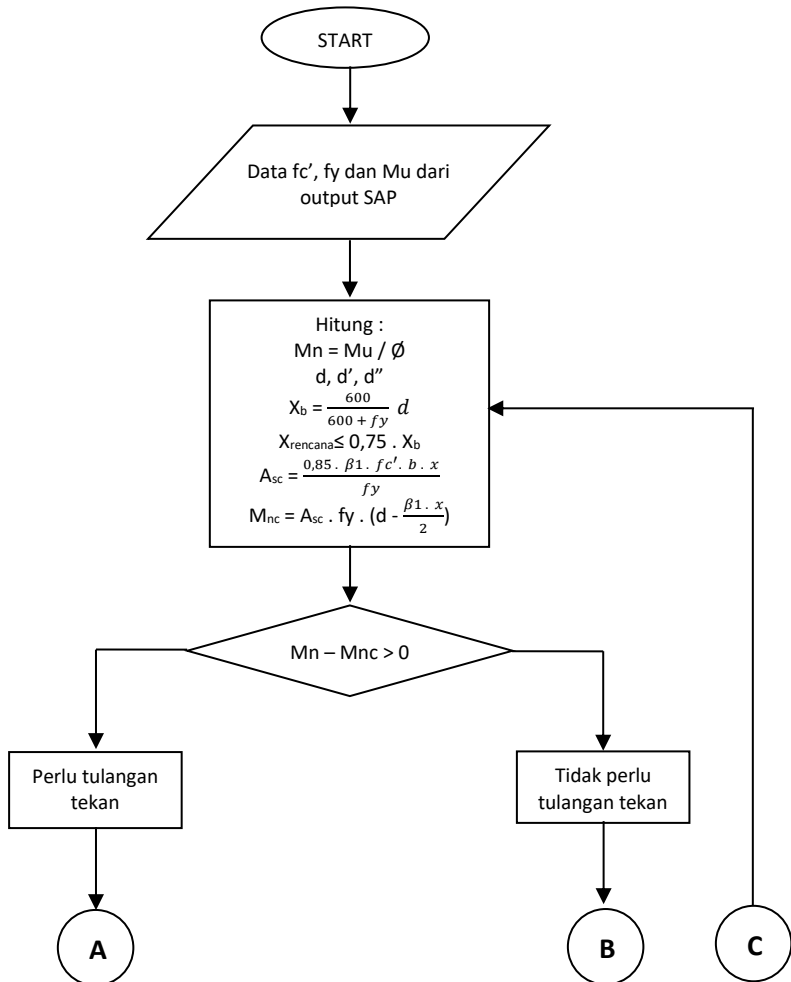 START
Data fc’, fy dan Mu dari
output SAP
Hitung :
Mn = Mu / Ø
d, d’, d”
Xb = 600 / (600 + fy) d
Xrencana≤ 0,75 . Xb
Asc = 0,85 . β1. fc′. b . x / fy
Mnc = Asc . fy . (d - β1. x / 2)
Mn – Mnc > 0
Perlu tulangan
tekan
Tidak perlu
tulangan tekan
A
B
C